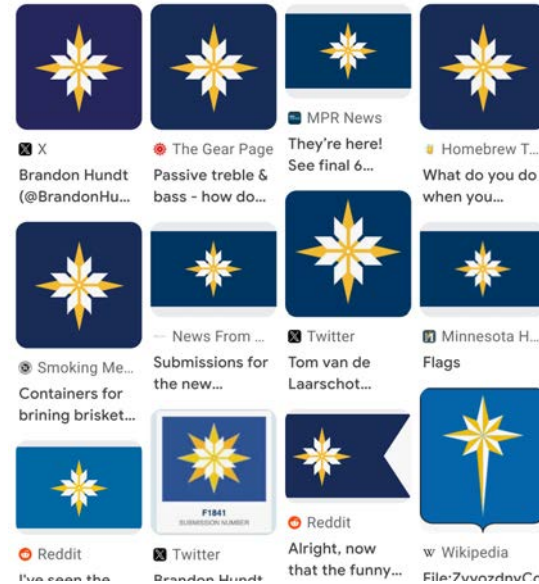 X
Brandon Hundt
(@BrandonHu...
The Gear Page
Passive treble &
bass - how do...
MPR News
They're here!
See final 6...
Homebrew T...
What do you do
when you...
Smoking Me...
Containers for
brining brisket...
News From ...
Submissions for
the new...
Twitter
Tom van de
Laarschot...
Minnesota H...
Flags
Reddit
I've seen the
F1841
SUBMISSION NUMBER
Twitter
Brandon Hundt
Reddit
Alright, now
that the funny...
Wikipedia
File:ZvyozdnyCo